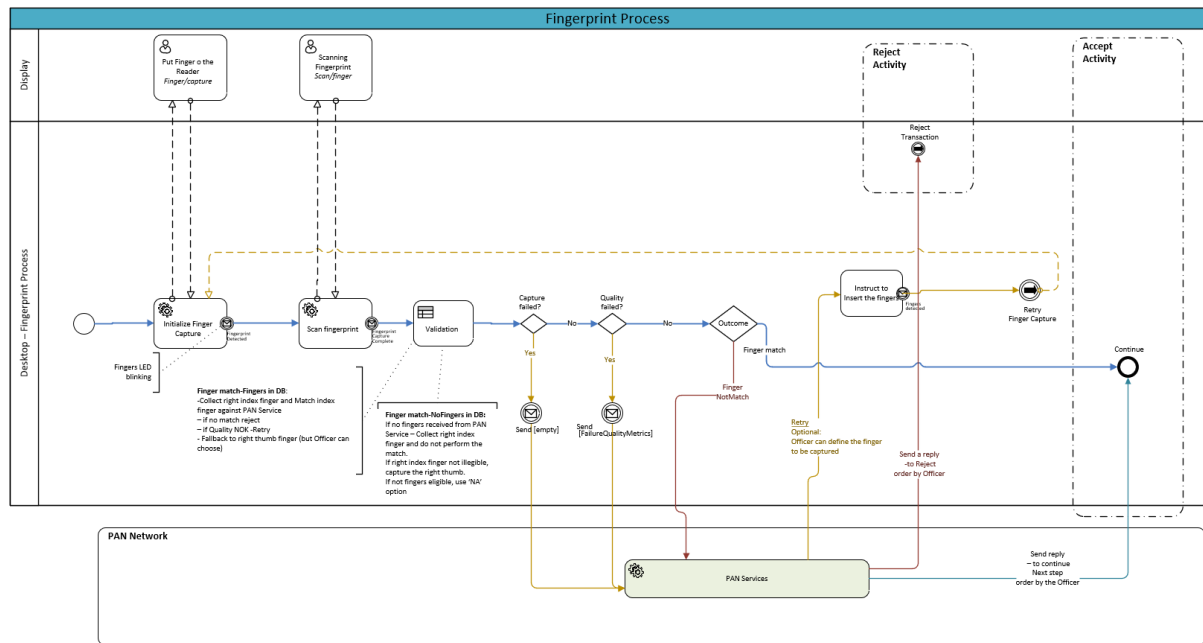 Fingerprint Process
Display
Put Finger o the
Reader
Finger/capture
Scanning
Fingerprint
Scan/finger
Reject
Activity
Accept
Activity
Desktop – Fingerprint Process
Reject
Transaction
Initialize Finger
Capture
Fingerprint
Detected
Scan fingerprint
Fingerprint
Capture
Complete
Validation
Capture
failed?
No
Quality
failed?
No
Outcome
Finger match
Instruct to
Insert the fingers
Fingers
detected
Retry
Finger Capture
Continue
Fingers LED
blinking
Yes
Yes
Finger
NotMatch
Finger match-Fingers in DB:
-Collect right index finger and Match index
finger against PAN Service
– if no match reject
– if Quality NOK -Retry
- Fallback to right thumb finger (but Officer can
choose)
Finger match-NoFingers in DB:
If no fingers received from PAN
Service – Collect right index
finger and do not perform the
match.
If right index finger not illegible,
capture the right thumb.
If not fingers eligible, use ‘NA’
option
Send [empty]
Send
[FailureQualityMetrics]
Retry
Optional:
Officer can define the finger
to be captured
Send a reply
-to Reject
order by Officer
PAN Network
PAN Services
Send reply
– to continue
Next step
order by the Officer